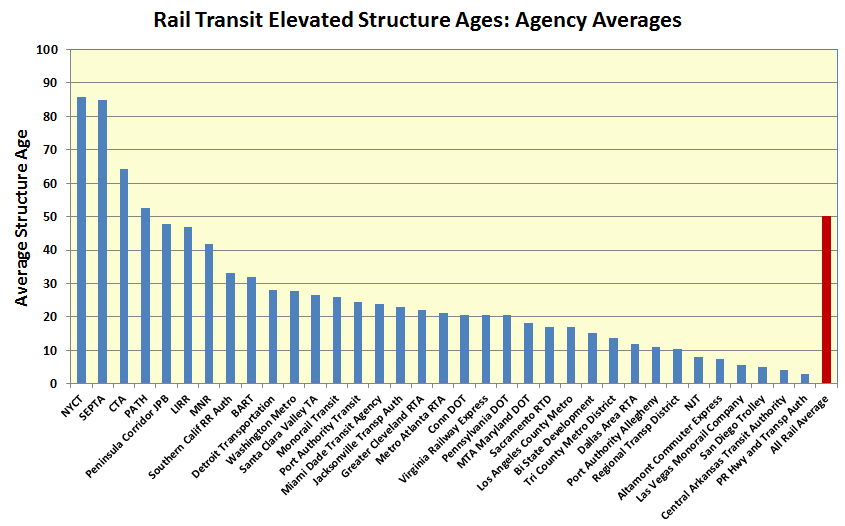 Rail Transit Elevated Structure Ages: Agency Averages
Average Structure Age
100
90
80
70
60
50
40
30
20
10
0
NYCT
SEPTA
CTA
PATH
Peninsula Corridor JPB
LIRR
MNR
Southern Calif RR Auth
BART
Detroit Transportation
Washington Metro
Santa Clara Valley TA
Monorail Transit
Port Authority Transit
Miami Dade Transit Agency
Jacksonville Transp Auth
Greater Cleveland RTA
Metro Atlanta RTA
Conn DOT
Virginia Railway Express
Pennsylvania DOT
MTA Maryland DOT
Sacramento RTD
Los Angeles County Metro
Bi State Development
Tri County Metro District
Dallas Area RTA
Port Authority Allegheny
Regional Transp District
NJT
Altamont Commuter Express
Las Vegas Monorail Company
San Diego Trolley
Central Arkansas Transit Authority
PR Hwy and Transp Auth
All Rail Average